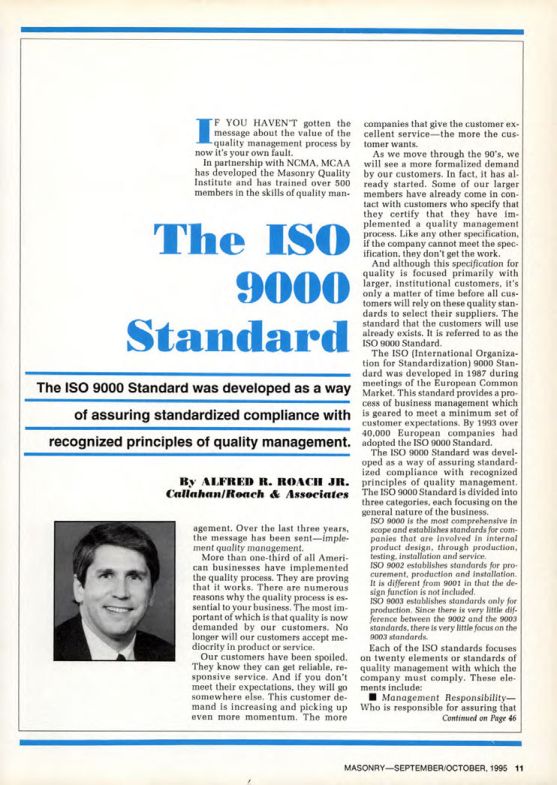 IF YOU HAVEN'T gotten the
message about the value of the
quality management process by
now it's your own fault.
In partnership with NCMA, MCAA
has developed the Masonry Quality
Institute and has trained over 500
members in the skills of quality man-
The ISO
9000
Standard
The ISO 9000 Standard was developed as a way
of assuring standardized compliance with
recognized principles of quality management.
By ALFRED R. ROACH JR.
Callahan/Roach & Associates
agement. Over the last three years,
the message has been sent—imple-
ment quality management.
More than one-third of all Ameri-
can businesses have implemented
the quality process. They are proving
that it works. There are numerous
reasons why the quality process is es-
sential to your business. The most im-
portant of which is that quality is now
demanded by our customers. No
longer will our customers accept me-
diocrity in product or service.
Our customers have been spoiled.
They know they can get reliable, re-
sponsive service. And if you don't
meet their expectations, they will go
somewhere else. This customer de-
mand is increasing and picking up
even more momentum. The more
companies that give the customer ex-
cellent service—the more the cus-
tomer wants.
As we move through the 90's, we
will see a more formalized demand
by our customers. In fact, it has al-
ready started. Some of our larger
members have already come in con-
tact with customers who specify that
they certify that they have im-
plemented a quality management
process. Like any other specification,
if the company cannot meet the spec-
ification, they don't get the work.
And although this specification for
quality is focused primarily with
larger, institutional customers, it's
only a matter of time before all cus-
tomers will rely on these quality stan-
dards to select their suppliers. The
standard that the customers will use
already exists. It is referred to as the
ISO 9000 Standard.
The ISO (International Organiza-
tion for Standardization) 9000 Stan-
dard was developed in 1987 during
meetings of the European Common
Market. This standard provides a pro-
cess of business management which
is geared to meet a minimum set of
customer expectations. By 1993 over
40,000 European companies had
adopted the ISO 9000 Standard.
The ISO 9000 Standard was devel-
oped as a way of assuring standard-
ized compliance with recognized
principles of quality management.
The ISO 9000 Standard is divided into
three categories, each focusing on the
general nature of the business.
ISO 9000 is the most comprehensive in
scope and establishes standards for com-
panies that are involved in internal
product design, through production,
testing, installation and service.
ISO 9002 establishes standards for pro-
curement, production and installation.
It is different from 9001 in that the de-
sign function is not included.
ISO 9003 establishes standards only for
production. Since there is very little dif-
ference between the 9002 and the 9003
standards, there is very little focus on the
9003 standards.
Each of the ISO standards focuses
on twenty elements or standards of
quality management with which the
company must comply. These ele-
ments include:
■ Management Responsibility—
Who is responsible for assuring that
Continued on Page 46
MASONRY—SEPTEMBER/OCTOBER, 1995 11